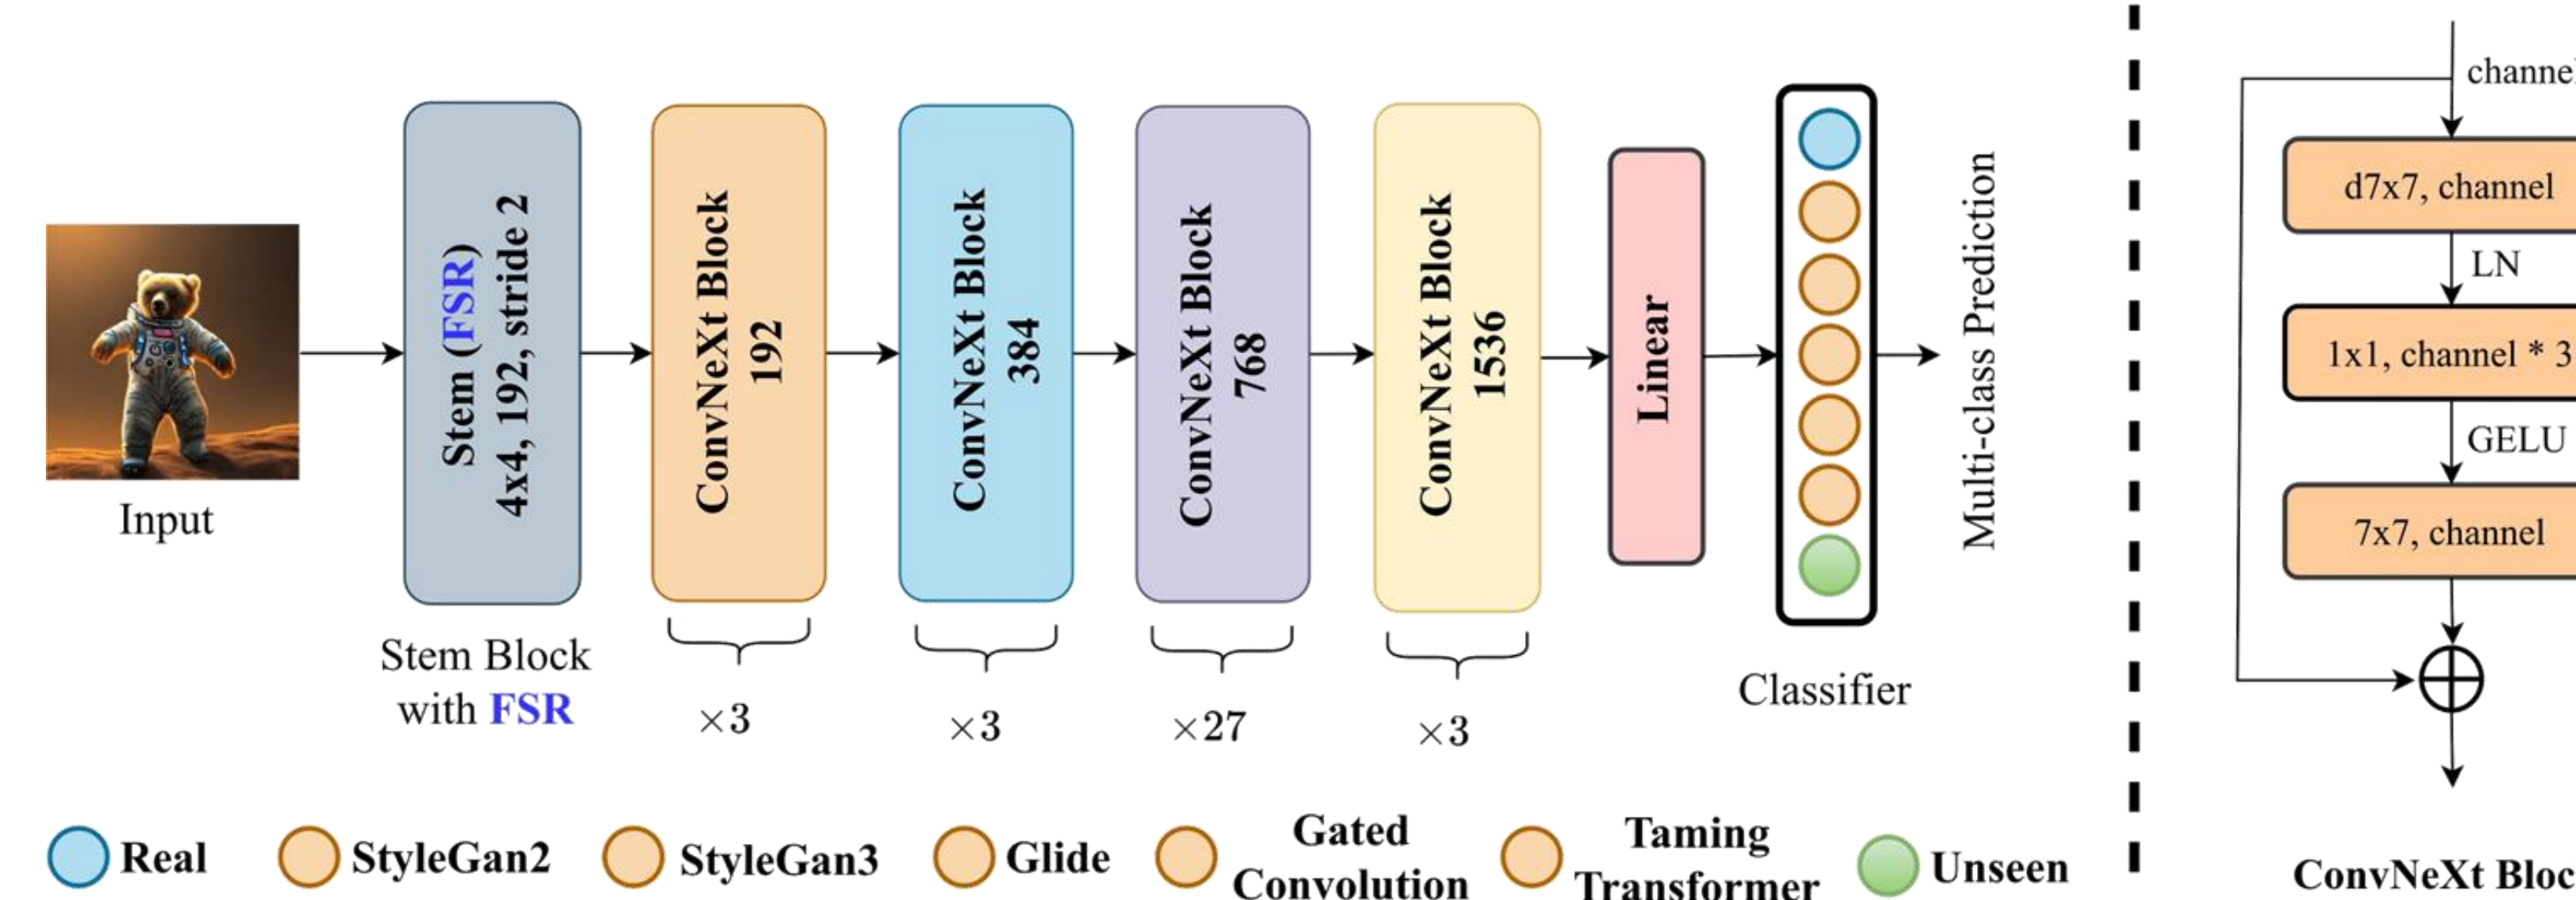 Input
Stem (FSR)
4x4, 192, stride 2
Stem Block
with FSR
ConvNeXt Block
192
×3
ConvNeXt Block
384
×3
ConvNeXt Block
768
×27
ConvNeXt Block
1536
×3
Linear
Classifier
Multi-class Prediction
Real
StyleGan2
StyleGan3
Glide
Gated
Convolution
Taming
Transformer
Unseen
channel
d7x7, channel
LN
1x1, channel * 3
GELU
7x7, channel
ConvNeXt Bloc